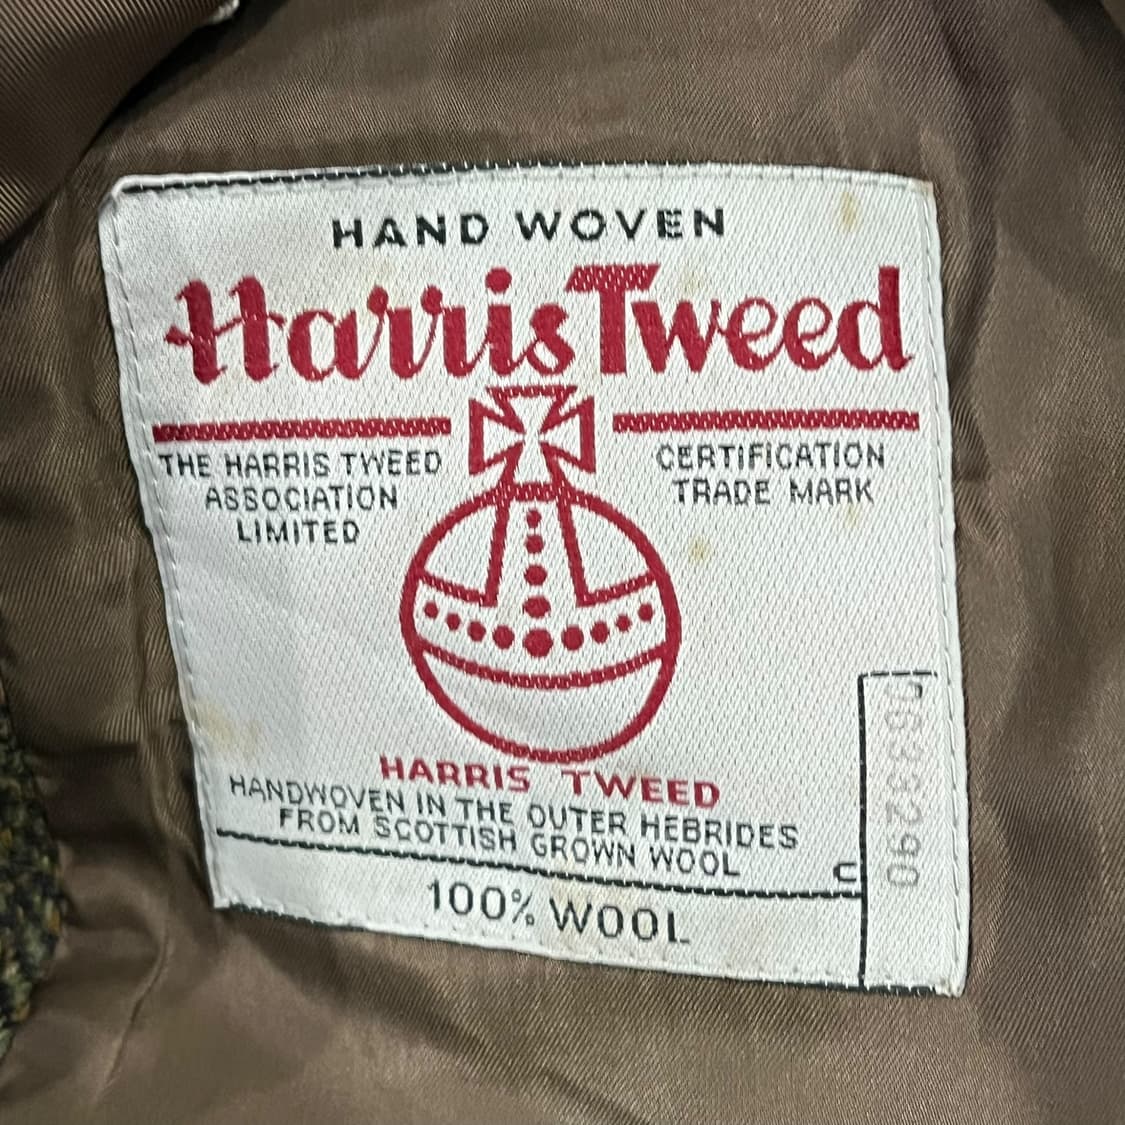 HAND WOVEN
Harris Tweed
THE HARRIS TWEED
ASSOCIATION
LIMITED
CERTIFICATION
TRADE MARK
HARRIS TWEED
HANDWOVEN IN THE OUTER HEBRIDES
FROM SCOTTISH GROWN WOOL
C
100% WOOL